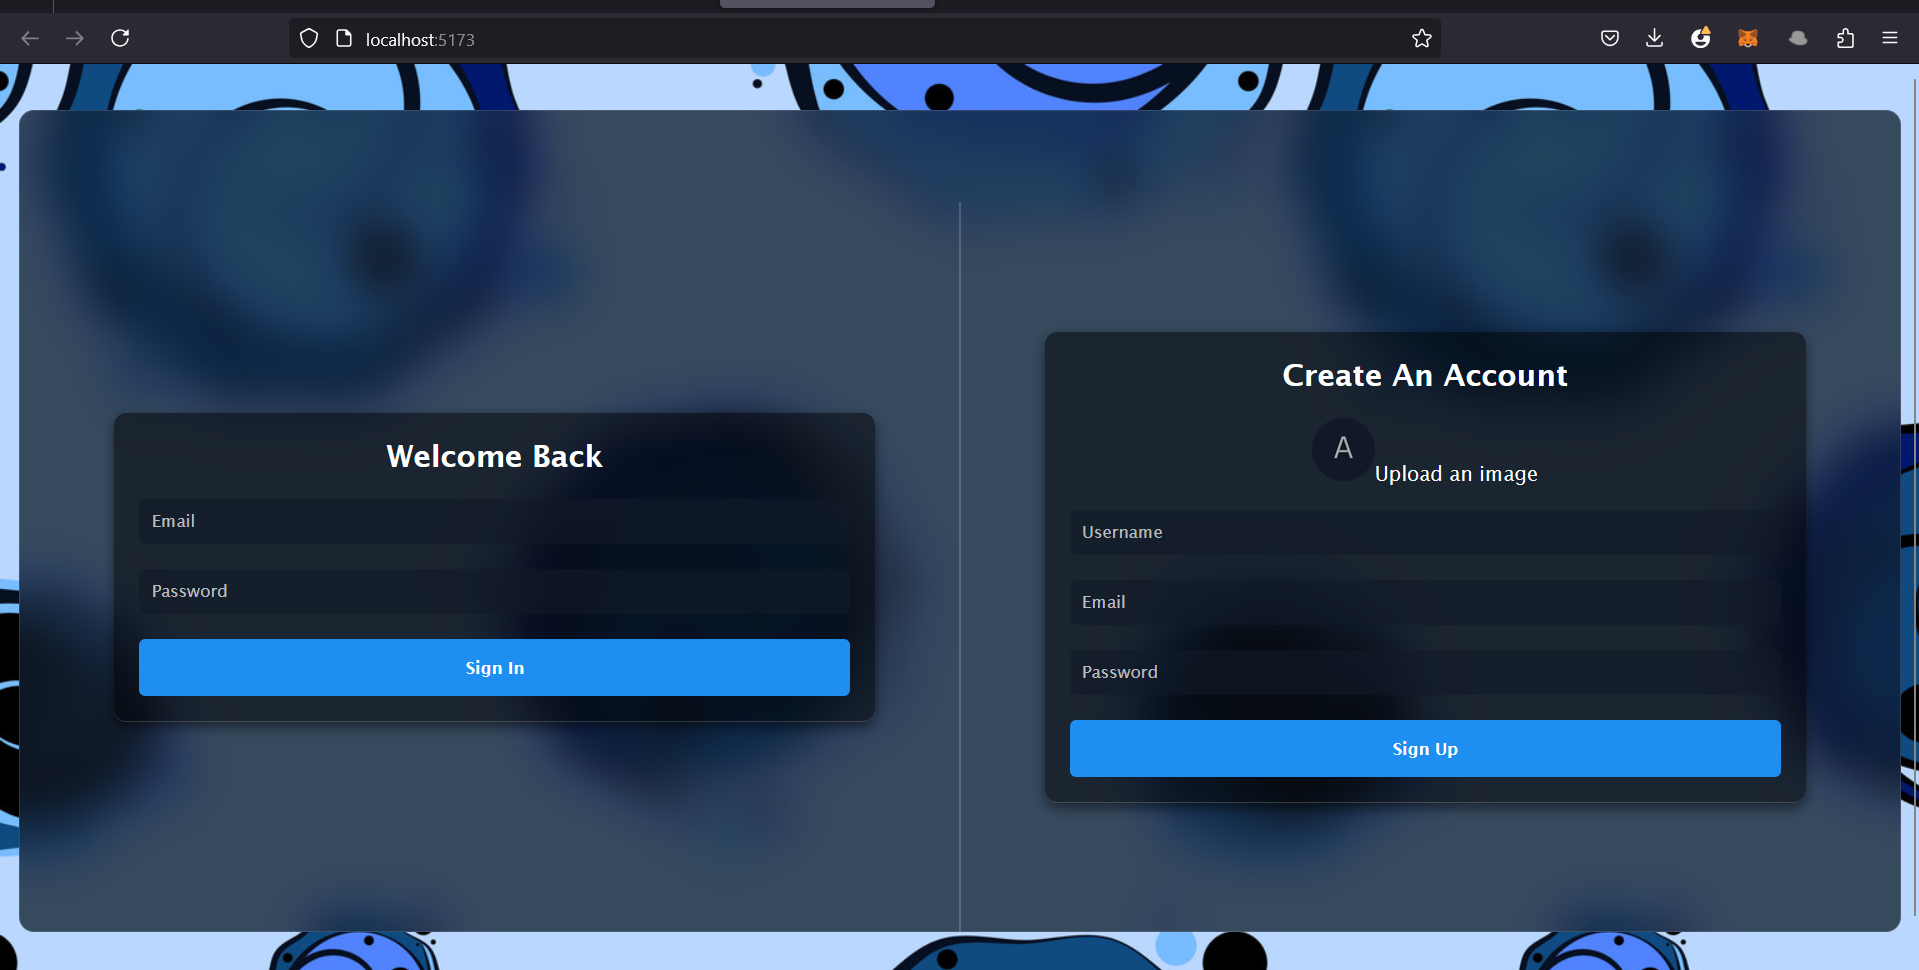 localhost:5173
Welcome Back
Email
Password
Sign In
Create An Account
A
Upload an image
Username
Email
Password
Sign Up